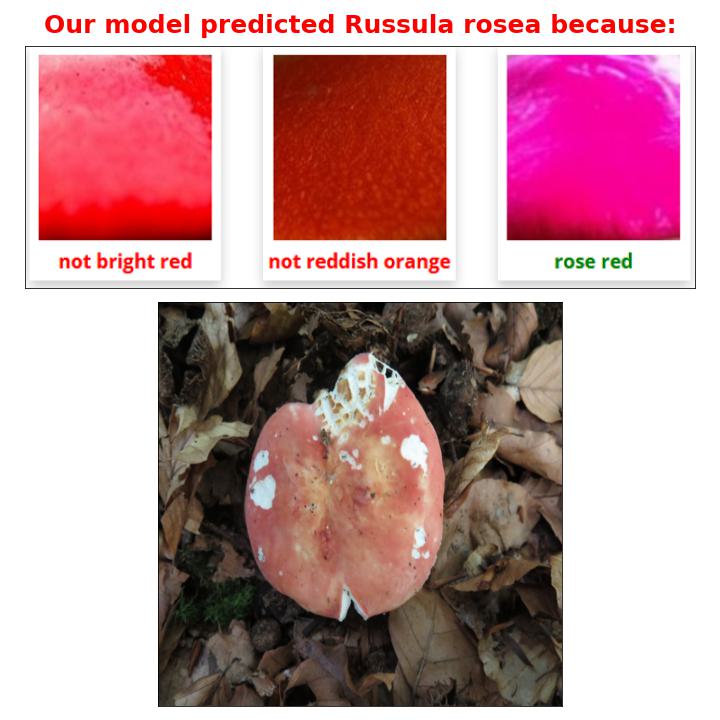 Our model predicted Russula rosea because:
not bright red
not reddish orange
rose red